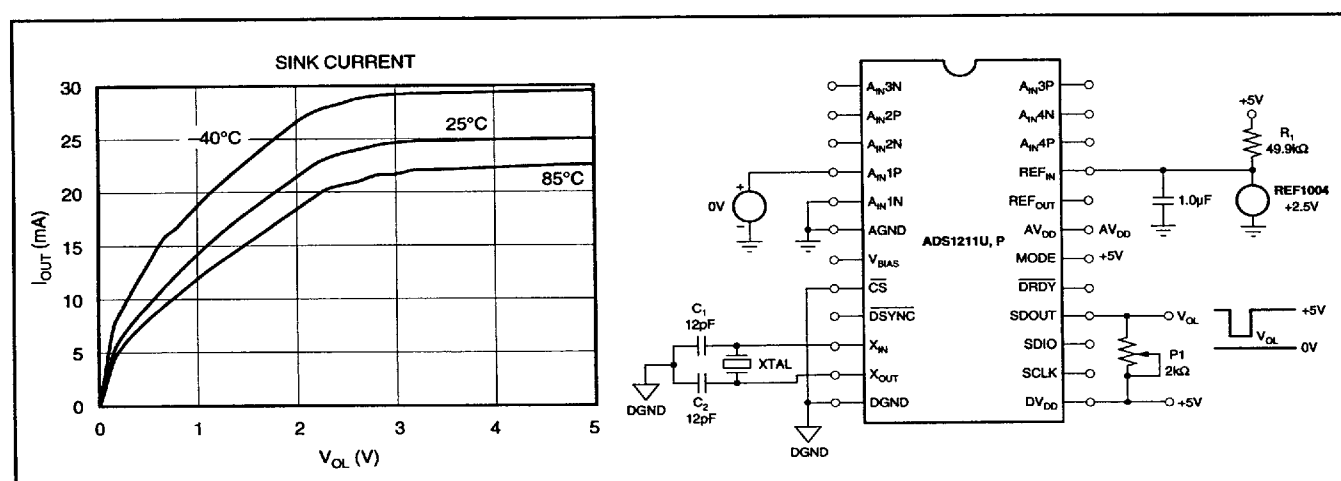 SINK CURRENT
30
25
20
15
10
5
0
I_OUT (mA)
–40°C
25°C
85°C
0 1 2 3 4 5
V_OL (V)
0V
+
–
C_1
12pF
XTAL
C_2
12pF
DGND
DGND
A_IN3N
A_IN2P
A_IN2N
A_IN1P
A_IN1N
AGND
V_BIAS
CS
DSYNC
X_IN
X_OUT
DGND
ADS1211U, P
A_IN3P
A_IN4N
A_IN4P
REF_IN
REF_OUT
AV_DD
MODE
DRDY
SDOUT
SDIO
SCLK
DV_DD
+5V
R_1
49.9kΩ
1.0µF
REF1004
+2.5V
AV_DD
+5V
V_OL
P1
2kΩ
+5V
+5V
V_OL
0V